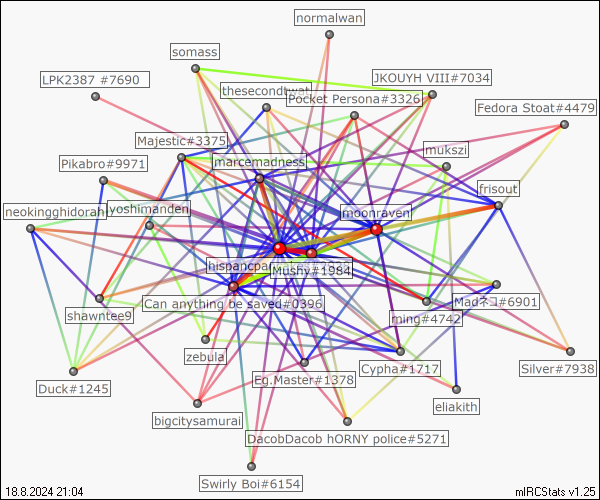 normalwan
somass
LPK2387 #7690
thesecondtwat
JKOUYH VIII#7034
Pocket Persona#3326
Fedora Stoat#4479
Majestic#3375
mukszi
Pikabro#9971
marcemadness
frisout
neokingghidorah
yoshimanden
moonraven
hispancpa
Mushy#1984
Can anything be saved#0396
Madネコ#6901
shawntee9
ming#4742
zebula
Cypha#1717
Silver#7938
Duck#1245
Eg.Master#1378
eliakith
bigcitysamurai
DacobDacob hORNY police#5271
Swirly Boi#6154
18.8.2024 21:04
mIRCStats v1.25